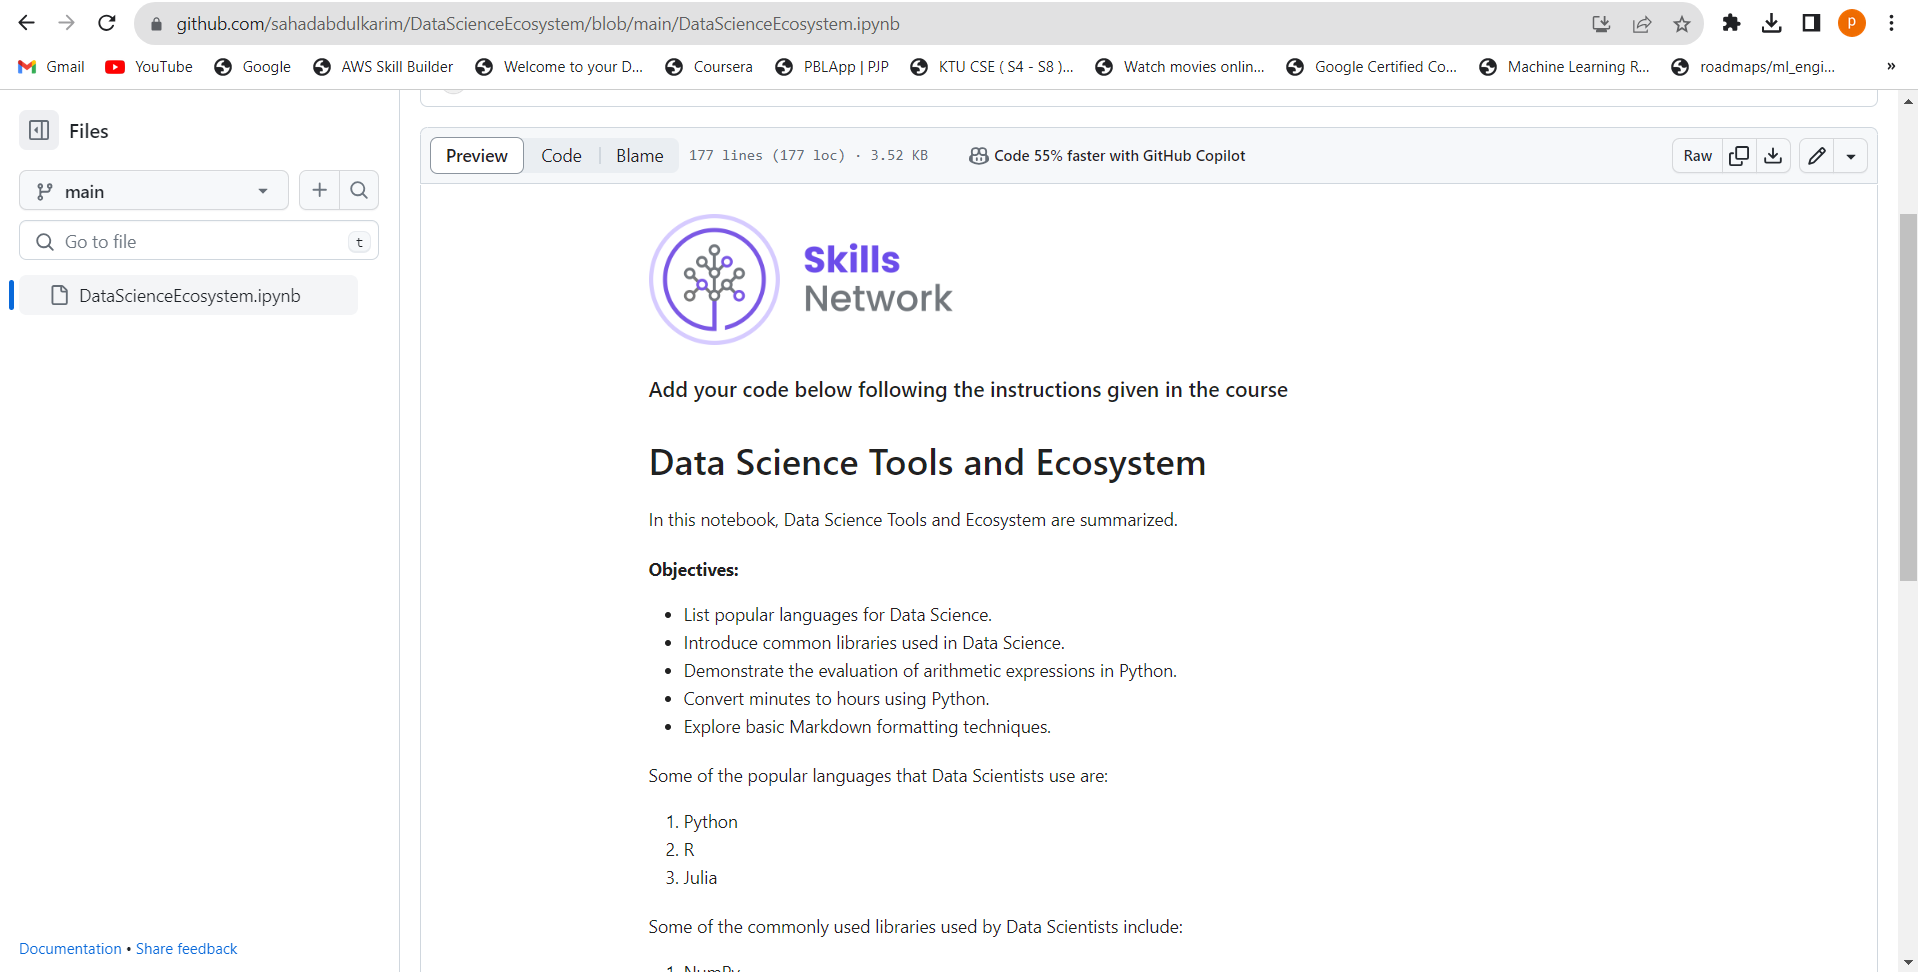 github.com/sahadabdulkarim/DataScienceEcosystem/blob/main/DataScienceEcosystem.ipynb
P
Gmail YouTube Google AWS Skill Builder Welcome to your D... Coursera PBLApp | PJP KTU CSE ( S4 - S8 )... Watch movies onlin... Google Certified Co... Machine Learning R... roadmaps/ml_engi... »
Files
main
Go to file t
DataScienceEcosystem.ipynb
Documentation • Share feedback
Preview Code Blame 177 lines (177 loc) · 3.52 KB Code 55% faster with GitHub Copilot Raw
Skills
Network
Add your code below following the instructions given in the course
Data Science Tools and Ecosystem
In this notebook, Data Science Tools and Ecosystem are summarized.
Objectives:
• List popular languages for Data Science.
• Introduce common libraries used in Data Science.
• Demonstrate the evaluation of arithmetic expressions in Python.
• Convert minutes to hours using Python.
• Explore basic Markdown formatting techniques.
Some of the popular languages that Data Scientists use are:
1. Python
2. R
3. Julia
Some of the commonly used libraries used by Data Scientists include:
1. NumPy